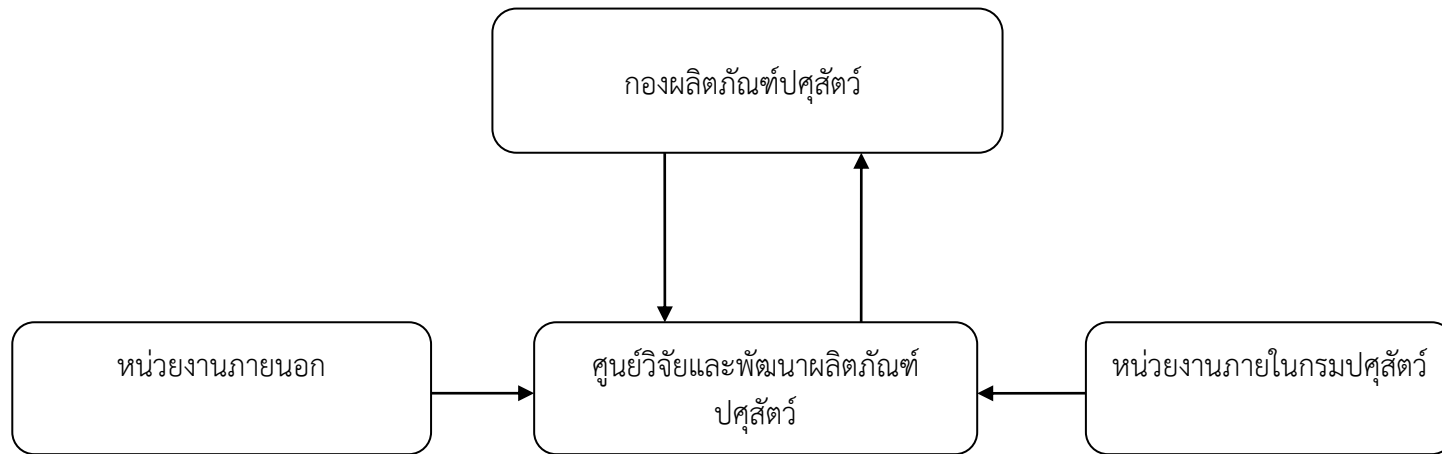 กองผลิตภัณฑ์ปศุสัตว์
หน่วยงานภายนอก
ศูนย์วิจัยและพัฒนาผลิตภัณฑ์
ปศุสัตว์
หน่วยงานภายในกรมปศุสัตว์